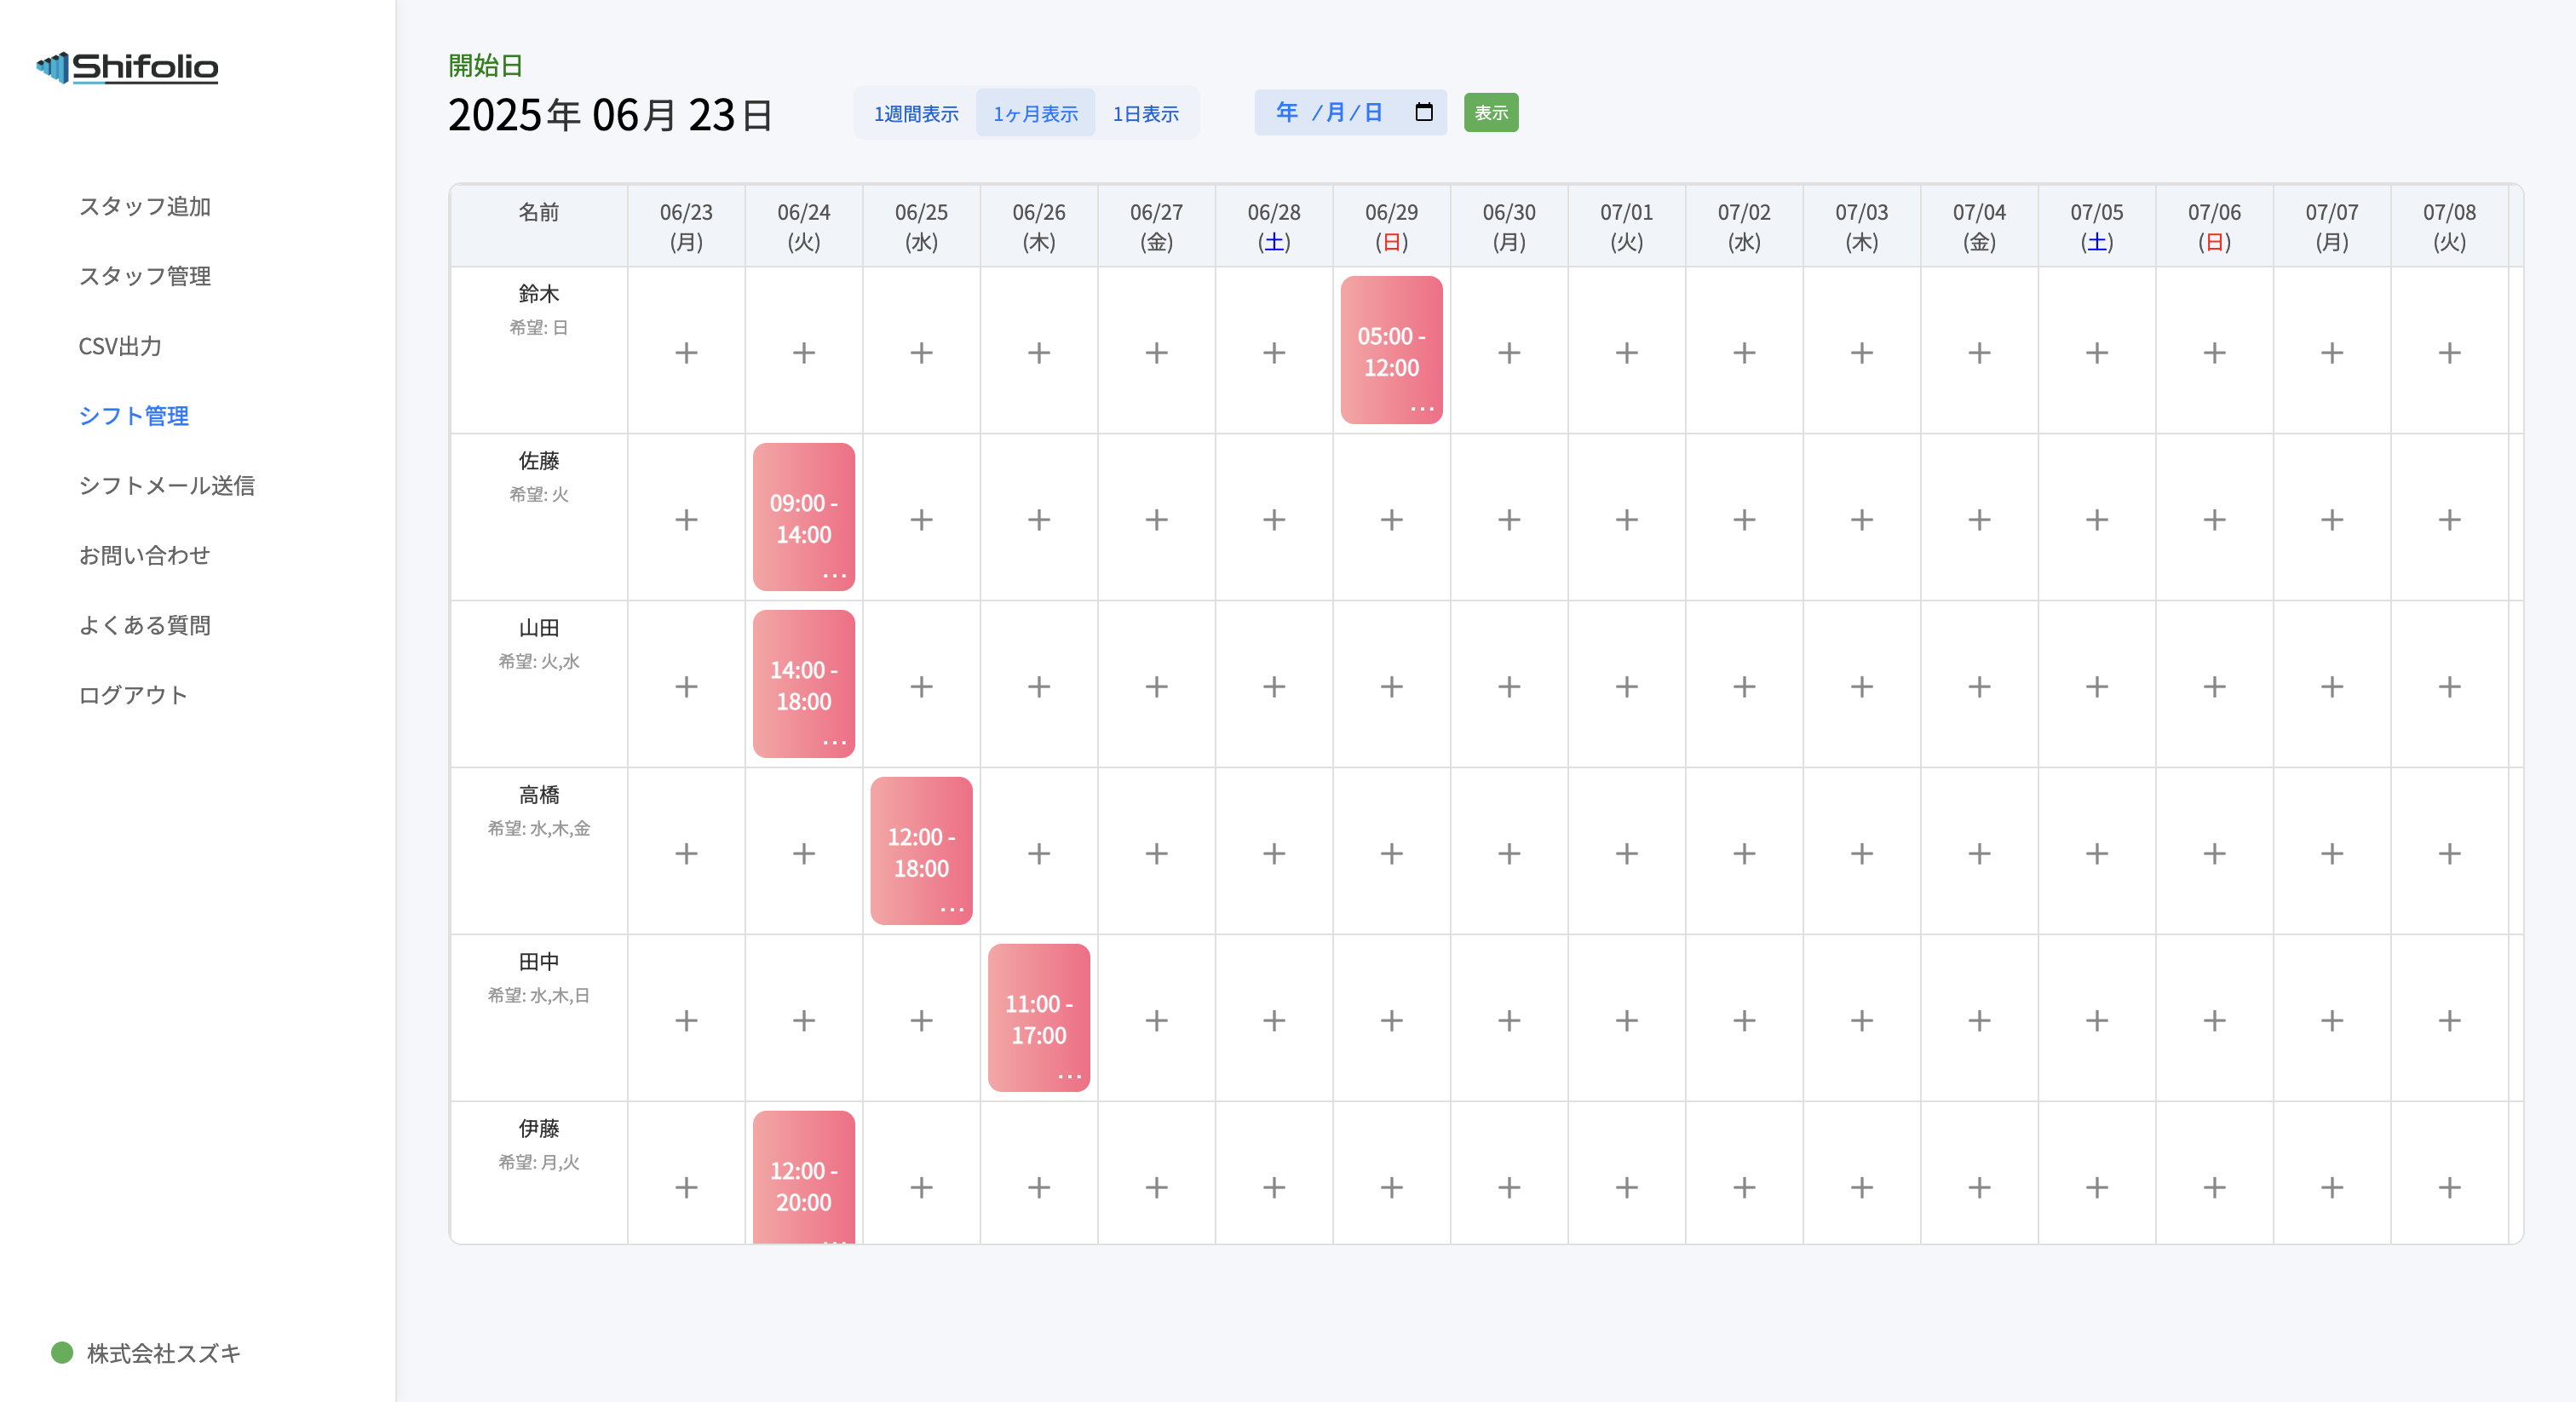 Shifolio
スタッフ追加
スタッフ管理
CSV出力
シフト管理
シフトメール送信
お問い合わせ
よくある質問
ログアウト
株式会社スズキ
開始日
2025年 06月 23日
1週間表示 1ヶ月表示 1日表示
年 /月/日
表示
名前 06/23 06/24 06/25 06/26 06/27 06/28 06/29 06/30 07/01 07/02 07/03 07/04 07/05 07/06 07/07 07/08
(月) (火) (水) (木) (金) (土) (日) (月) (火) (水) (木) (金) (土) (日) (月) (火)
鈴木
希望: 日
+ + + + + + 05:00 - + + + + + + + + +
12:00
...
佐藤
希望: 火
+ 09:00 - + + + + + + + + + + + + + +
14:00
...
山田
希望: 火,水
+ 14:00 - + + + + + + + + + + + + + +
18:00
...
高橋
希望: 水,木,金
+ + 12:00 - + + + + + + + + + + + + +
18:00
...
田中
希望: 水,木,日
+ + + 11:00 - + + + + + + + + + + + +
17:00
...
伊藤
希望: 月,火
+ 12:00 - + + + + + + + + + + + + + +
20:00
...